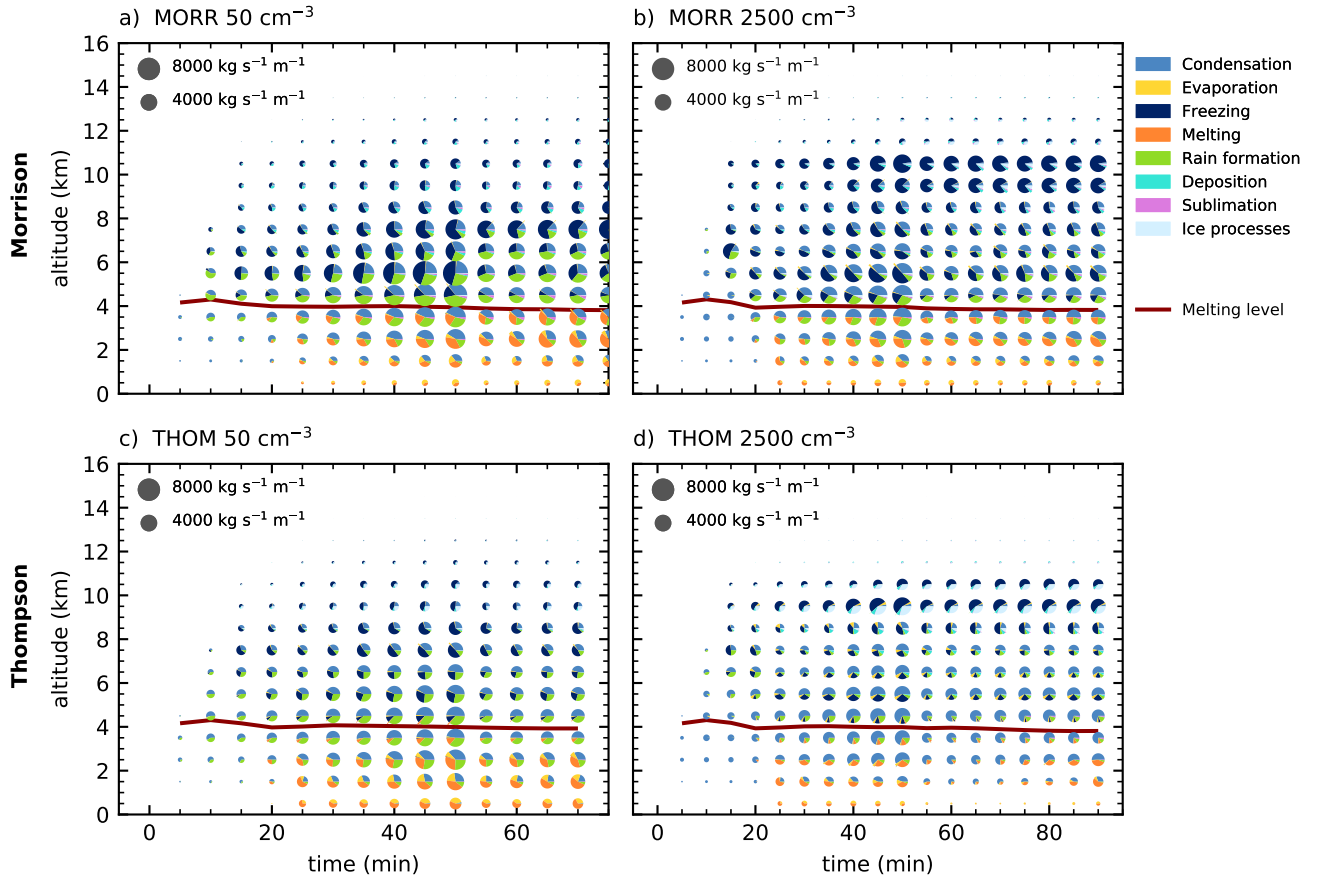 a) MORR 50 cm⁻³
b) MORR 2500 cm⁻³
Morrison
altitude (km)
16
14
12
10
8
6
4
2
0
8000 kg s⁻¹ m⁻¹
4000 kg s⁻¹ m⁻¹
8000 kg s⁻¹ m⁻¹
4000 kg s⁻¹ m⁻¹
Condensation
Evaporation
Freezing
Melting
Rain formation
Deposition
Sublimation
Ice processes
Melting level
c) THOM 50 cm⁻³
d) THOM 2500 cm⁻³
Thompson
altitude (km)
16
14
12
10
8
6
4
2
0
8000 kg s⁻¹ m⁻¹
4000 kg s⁻¹ m⁻¹
8000 kg s⁻¹ m⁻¹
4000 kg s⁻¹ m⁻¹
0 20 40 60
0 20 40 60 80
time (min)
time (min)